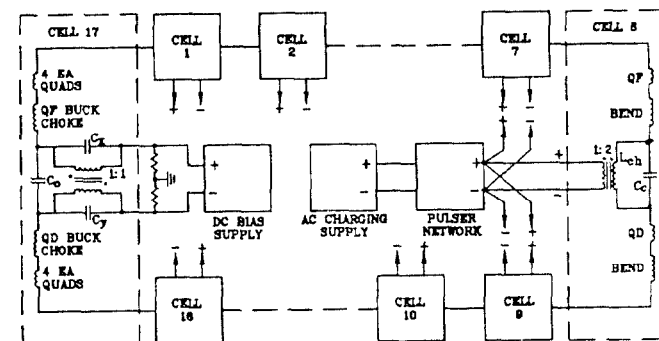 CELL 17
4 EA
QUADS
QF BUCK
CHOKE
Cx
1:1
Co
Cy
QD BUCK
CHOKE
4 EA
QUADS
CELL
1
+ -
CELL
2
+ -
+
-
DC BIAS
SUPPLY
- +
CELL
16
AC CHARGING
SUPPLY
+
-
PULSER
NETWORK
+
-
CELL
7
+ -
+
-
- +
CELL
10
- +
CELL
9
CELL 8
QF
BEND
1:2
Lch
Cc
QD
BEND